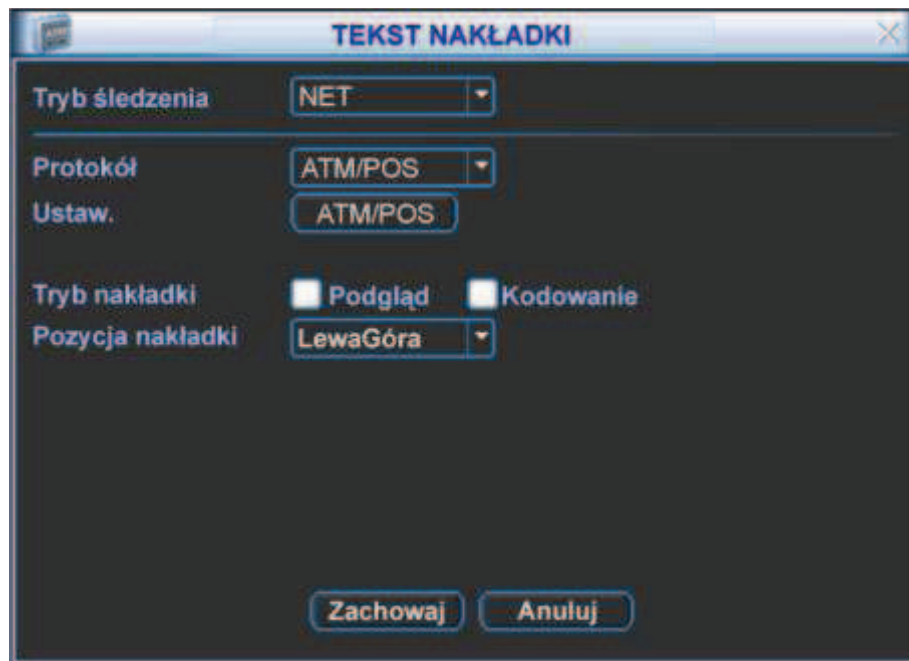 TEKST NAKŁADKI
Tryb śledzenia NET
Protokół ATM/POS
Ustaw. ATM/POS
Tryb nakładki Podgląd Kodowanie
Pozycja nakładki LewaGóra
Zachowaj Anuluj